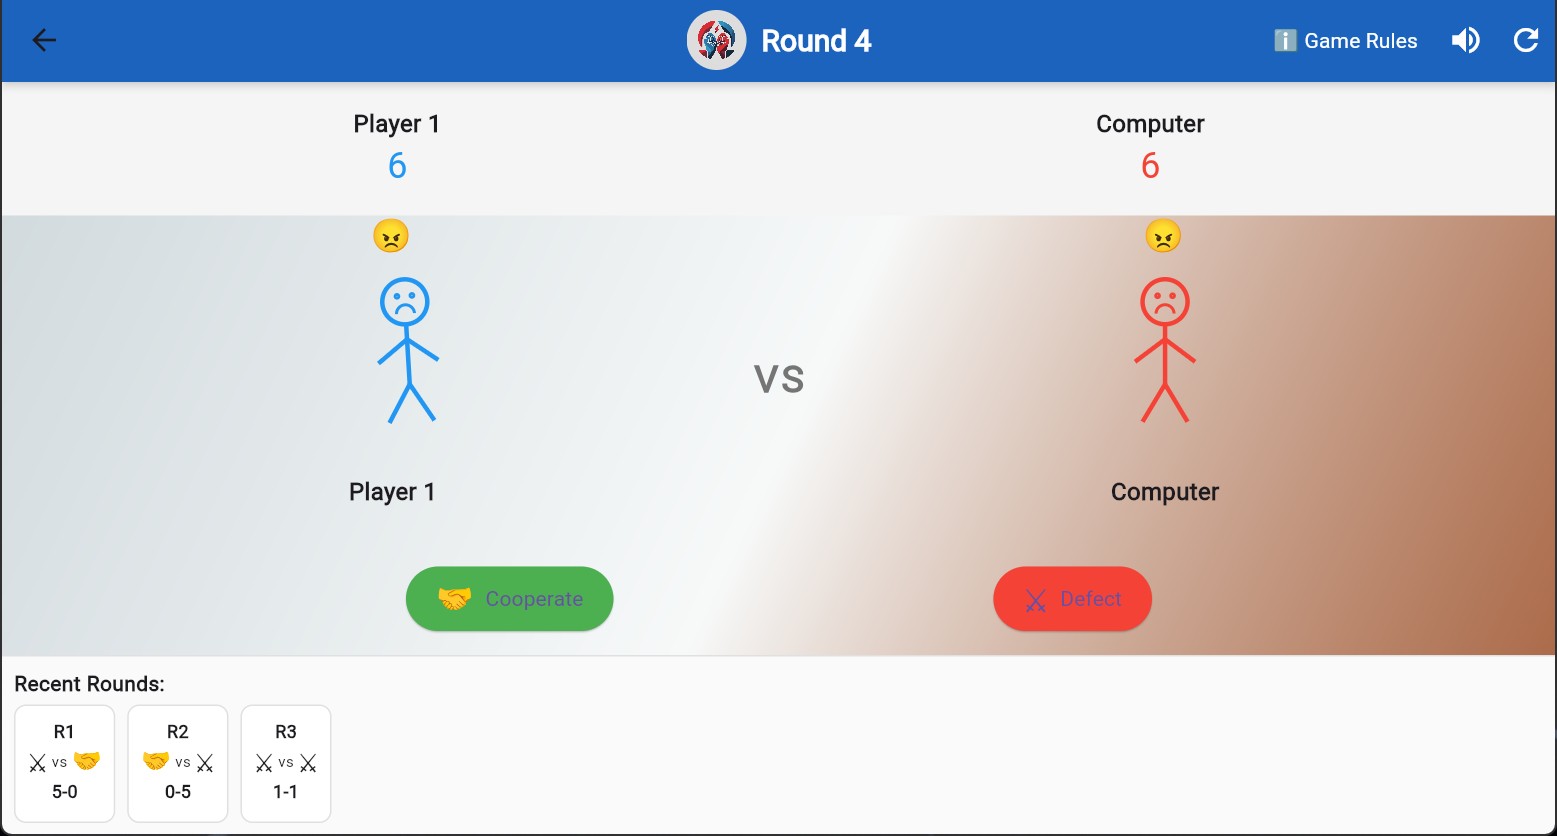 Round 4
ℹ️ Game Rules
Player 1
Computer
6
6
VS
Player 1
Computer
Cooperate
Defect
Recent Rounds:
R1
vs
5-0
R2
vs
0-5
R3
vs
1-1